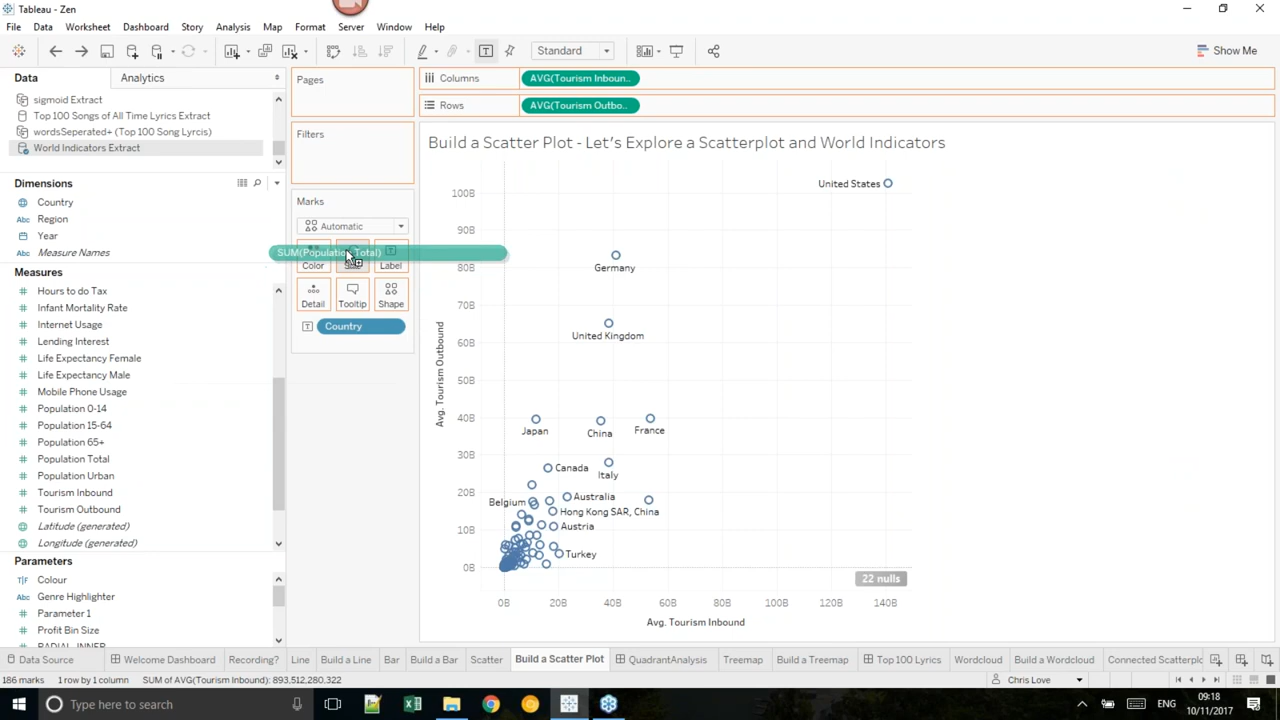 Tableau - Zen
File Data Worksheet Dashboard Story Analysis Map Format Server Window Help
Standard
Show Me
Data Analytics
sigmoid Extract
Top 100 Songs of All Time Lyrics Extract
wordsSeperated+ (Top 100 Song Lyrcis)
World Indicators Extract
Dimensions
Country
Abc Region
Year
Abc Measure Names
Measures
Hours to do Tax
Infant Mortality Rate
Internet Usage
Lending Interest
Life Expectancy Female
Life Expectancy Male
Mobile Phone Usage
Population 0-14
Population 15-64
Population 65+
Population Total
Population Urban
Tourism Inbound
Tourism Outbound
Latitude (generated)
Longitude (generated)
Parameters
Colour
Abc Genre Highlighter
Parameter 1
Profit Bin Size
RADIAL_INNER
Pages
Filters
Marks
Automatic
SUM(Population Total)
Color Size Label
Detail Tooltip Shape
Country
Columns AVG(Tourism Inboun..
Rows AVG(Tourism Outbo..
Build a Scatter Plot - Let's Explore a Scatterplot and World Indicators
100B
90B
80B
70B
60B
50B
40B
30B
20B
10B
0B
Avg. Tourism Outbound
United States
Germany
United Kingdom
Japan
China
France
Canada
Italy
Belgium
Australia
Hong Kong SAR, China
Austria
Turkey
22 nulls
0B 20B 40B 60B 80B 100B 120B 140B
Avg. Tourism Inbound
Data Source Welcome Dashboard Recording? Line Build a Line Bar Build a Bar Scatter Build a Scatter Plot QuadrantAnalysis Treemap Build a Treemap Top 100 Lyrics Wordcloud Build a Wordcloud Connected Scatterplc
186 marks 1 row by 1 column SUM of AVG(Tourism Inbound): 893,512,280,322
Chris Love
Type here to search
ENG
09:18
10/11/2017